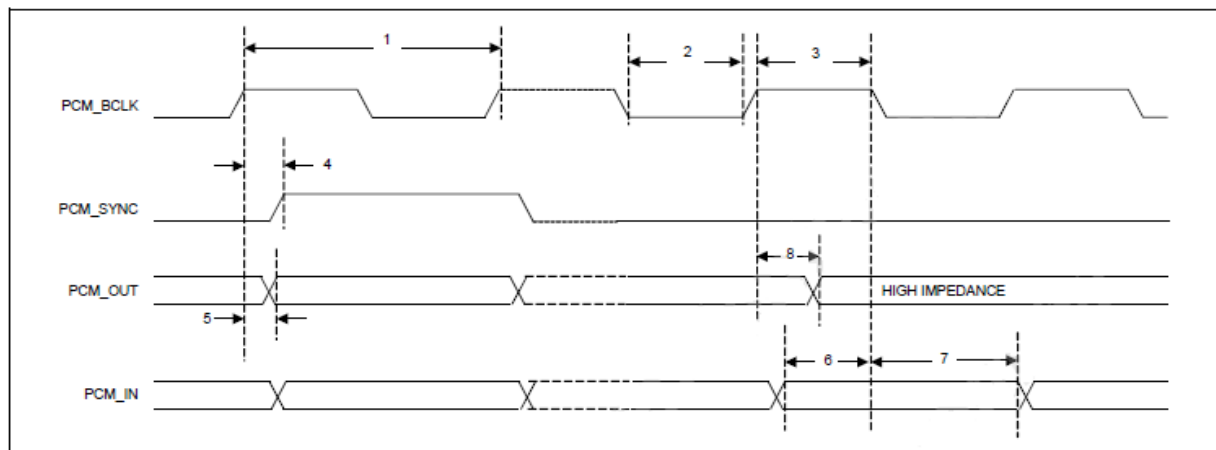 1
2
3
PCM_BCLK
4
PCM_SYNC
8
PCM_OUT
HIGH IMPEDANCE
5
6
7
PCM_IN